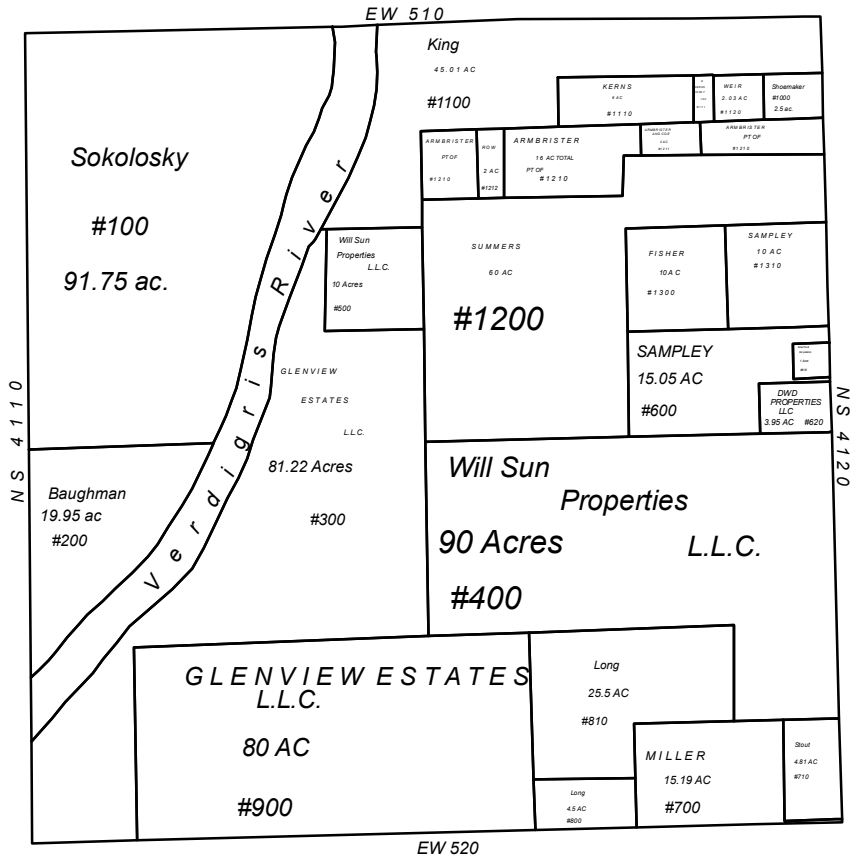 EW 510
King
45.01 AC
#1100
KERNS
#1110
WEIR
2.03 AC
#1120
Shoemaker
#1000
2.5 ac.
ARMBRISTER
PT OF
#1210
ROW
2 AC
#1212
ARMBRISTER
16 AC TOTAL
PT OF
#1210
ARMBRISTER
#1211
ARMBRISTER
PT OF
#1210
Sokolosky
#100
91.75 ac.
Verdigris River
Will Sun
Properties
L.L.C.
10 Acres
#500
SUMMERS
60 AC
#1200
FISHER
10 AC
#1300
SAMPLEY
10 AC
#1310
SAMPLEY
15.05 AC
#600
DWD
PROPERTIES
LLC
3.95 AC #620
NS 4110
NS 4120
GLENVIEW
ESTATES
L.L.C.
81.22 Acres
#300
Baughman
19.95 ac
#200
Will Sun
Properties
90 Acres L.L.C.
#400
GLENVIEW ESTATES
L.L.C.
80 AC
#900
Long
25.5 AC
#810
Long
4.5 AC
#800
MILLER
15.19 AC
#700
Stout
4.81 AC
#710
EW 520